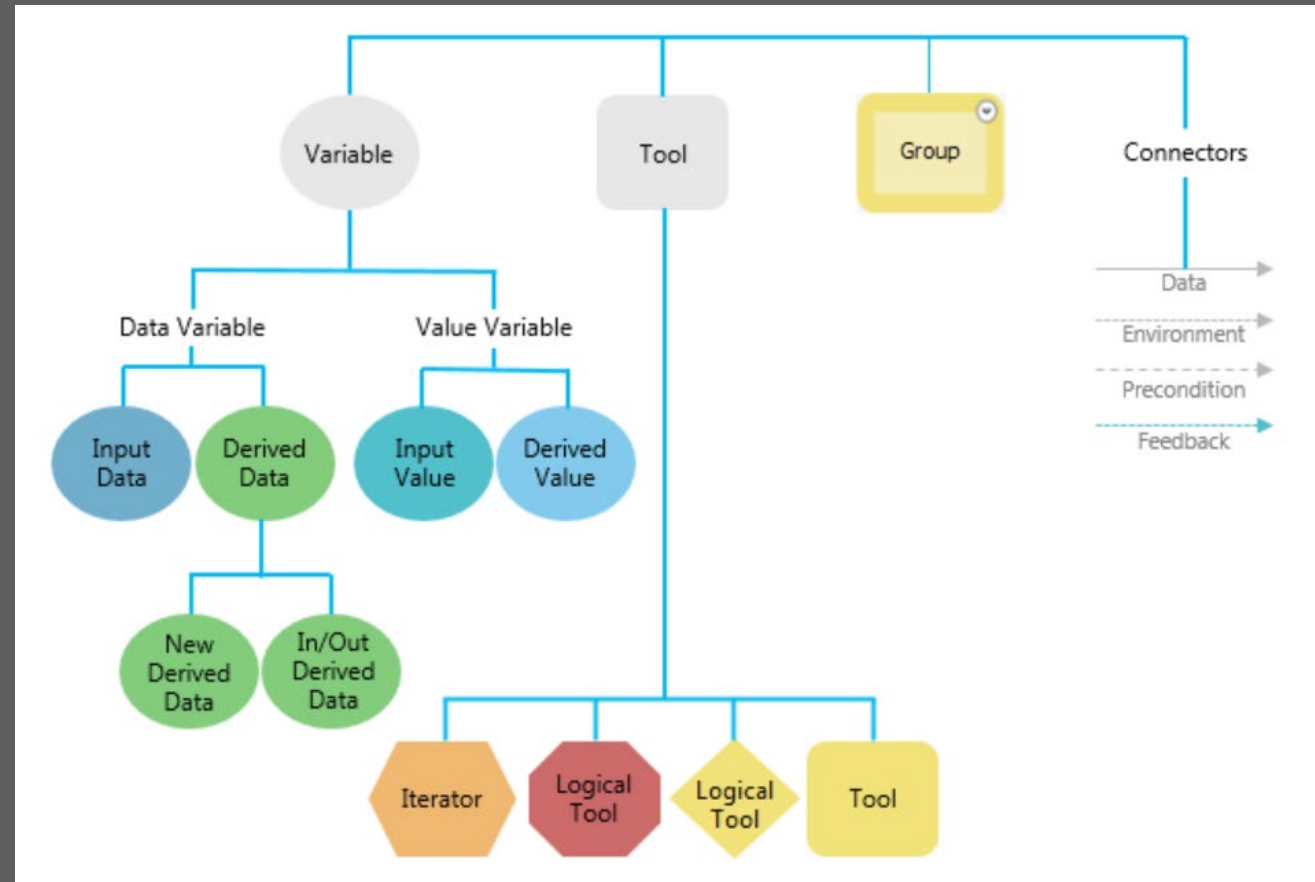 Variable
Tool
Group
Connectors
Data
Environment
Precondition
Feedback
Data Variable
Value Variable
Input
Data
Derived
Data
Input
Value
Derived
Value
New
Derived
Data
In/Out
Derived
Data
Iterator
Logical
Tool
Logical
Tool
Tool